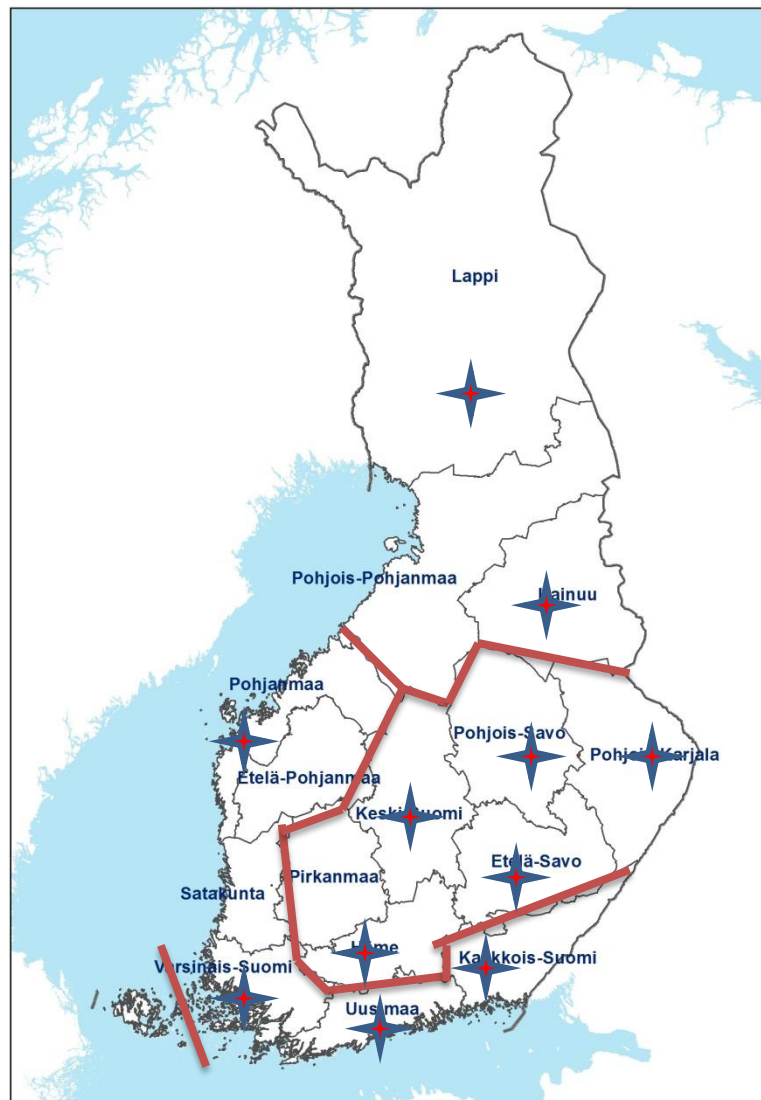 Lappi
Pohjois-Pohjanmaa
Kainuu
Pohjanmaa
Pohjois-Savo
Pohjois-Karjala
Etelä-Pohjanmaa
Keski-Suomi
Etelä-Savo
Pirkanmaa
Satakunta
Häme
Kaakkois-Suomi
Varsinais-Suomi
Uusimaa